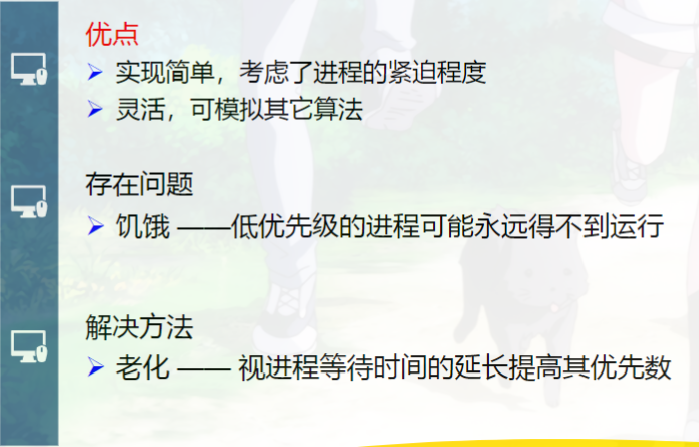 优点
实现简单，考虑了进程的紧迫程度
灵活，可模拟其它算法
存在问题
饥饿 ——低优先级的进程可能永远得不到运行
解决方法
老化 —— 视进程等待时间的延长提高其优先数